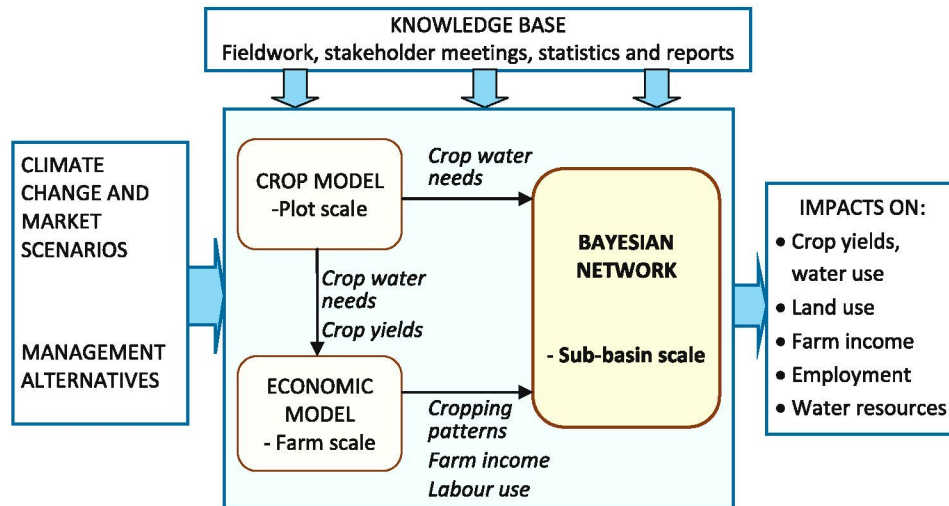 KNOWLEDGE BASE
Fieldwork, stakeholder meetings, statistics and reports
CLIMATE
CHANGE AND
MARKET
SCENARIOS
MANAGEMENT
ALTERNATIVES
CROP MODEL
-Plot scale
Crop water
needs
Crop water
needs
Crop yields
ECONOMIC
MODEL
- Farm scale
Cropping
patterns
Farm income
Labour use
BAYESIAN
NETWORK
- Sub-basin scale
IMPACTS ON:
• Crop yields,
water use
• Land use
• Farm income
• Employment
• Water resources